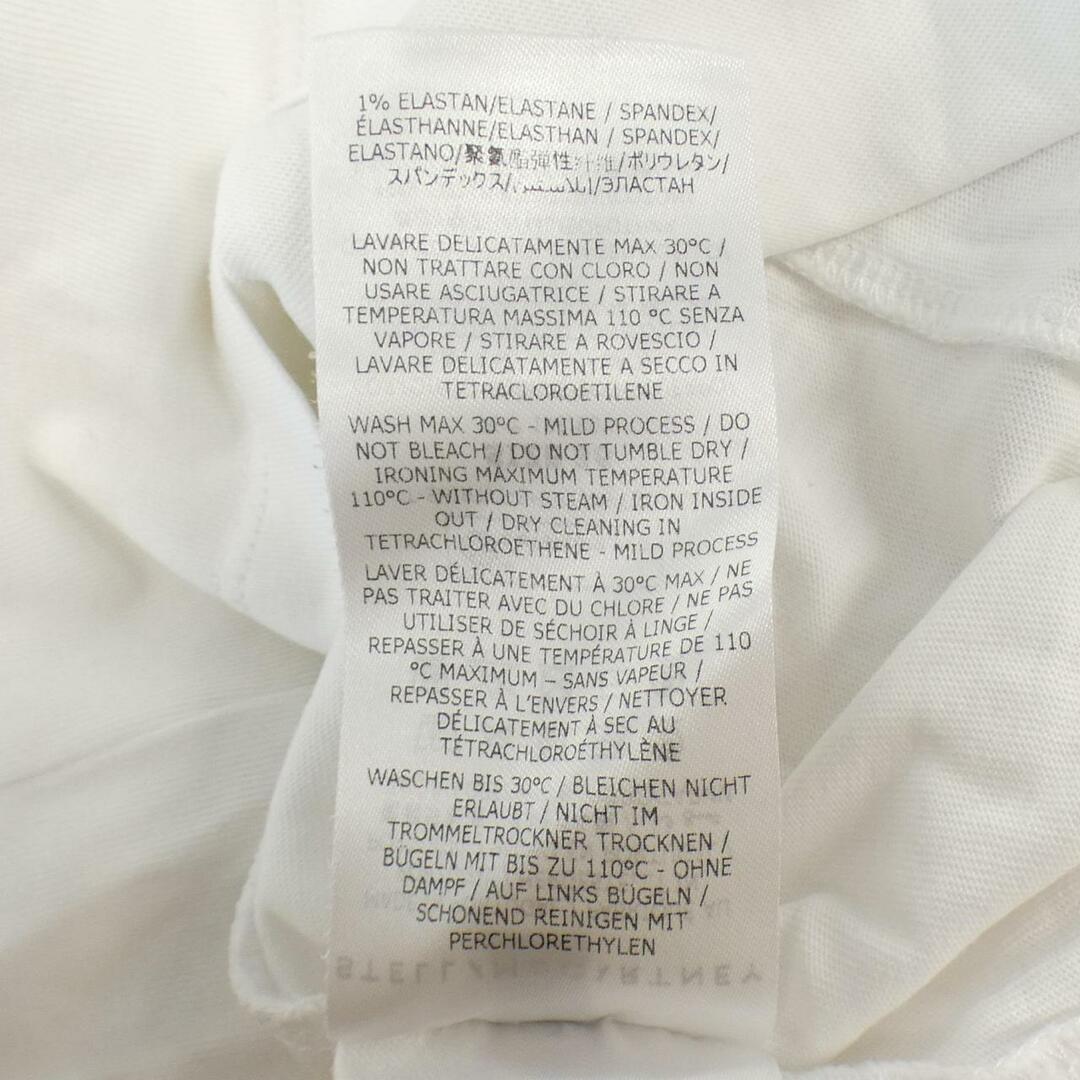 1% ELASTAN/ELASTANE / SPANDEX/
ÉLASTHANNE/ELASTHAN / SPANDEX/
ELASTANO/聚氨酯弹性纤维/ポリウレタン/
スパンデックス/إيلاستين/ЭЛАСТАН
LAVARE DELICATAMENTE MAX 30°C /
NON TRATTARE CON CLORO / NON
USARE ASCIUGATRICE / STIRARE A
TEMPERATURA MASSIMA 110 °C SENZA
VAPORE / STIRARE A ROVESCIO /
LAVARE DELICATAMENTE A SECCO IN
TETRACLOROETILENE
WASH MAX 30°C - MILD PROCESS / DO
NOT BLEACH / DO NOT TUMBLE DRY /
IRONING MAXIMUM TEMPERATURE
110°C - WITHOUT STEAM / IRON INSIDE
OUT / DRY CLEANING IN
TETRACHLOROETHENE - MILD PROCESS
LAVER DÉLICATEMENT À 30°C MAX / NE
PAS TRAITER AVEC DU CHLORE / NE PAS
UTILISER DE SÉCHOIR À LINGE /
REPASSER À UNE TEMPÉRATURE DE 110
°C MAXIMUM – SANS VAPEUR /
REPASSER À L'ENVERS / NETTOYER
DÉLICATEMENT À SEC AU
TÉTRACHLOROÉTHYLÈNE
WASCHEN BIS 30°C / BLEICHEN NICHT
ERLAUBT / NICHT IM
TROMMELTROCKNER TROCKNEN /
BÜGELN MIT BIS ZU 110°C - OHNE
DAMPF / AUF LINKS BÜGELN /
SCHONEND REINIGEN MIT
PERCHLORETHYLEN